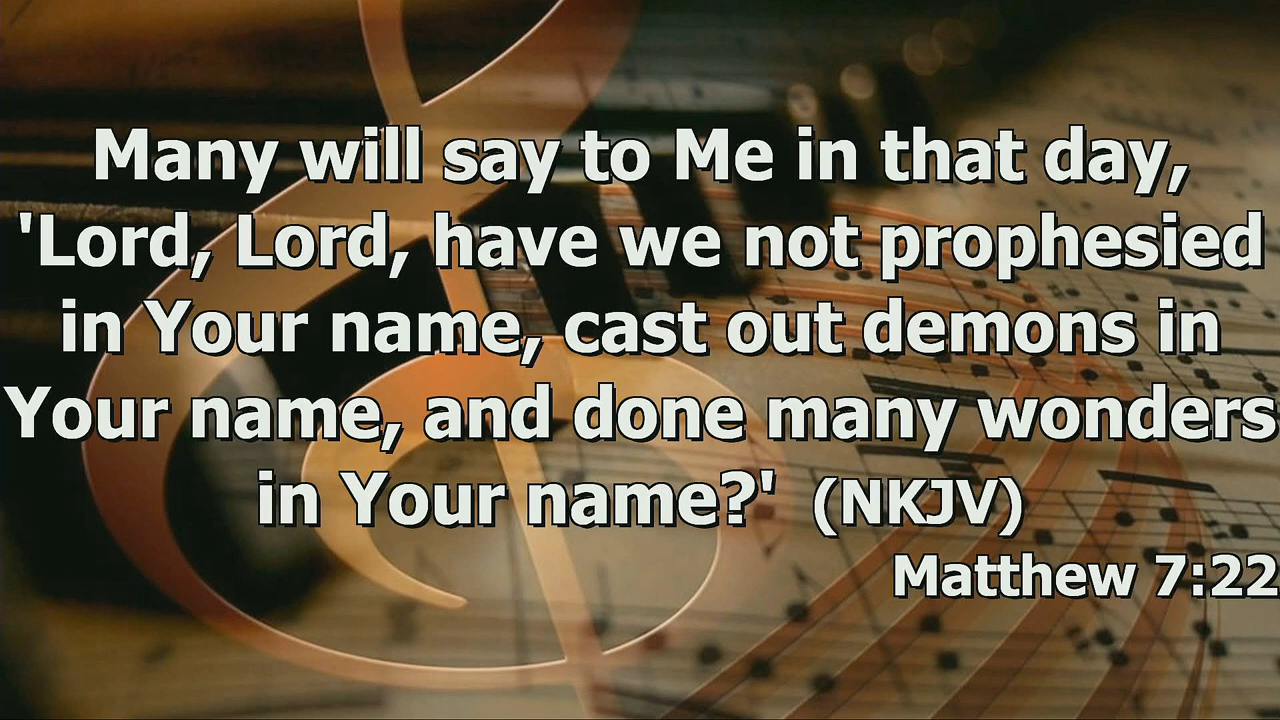 Many will say to Me in that day,
'Lord, Lord, have we not prophesied
in Your name, cast out demons in
Your name, and done many wonders
in Your name?' (NKJV)
Matthew 7:22